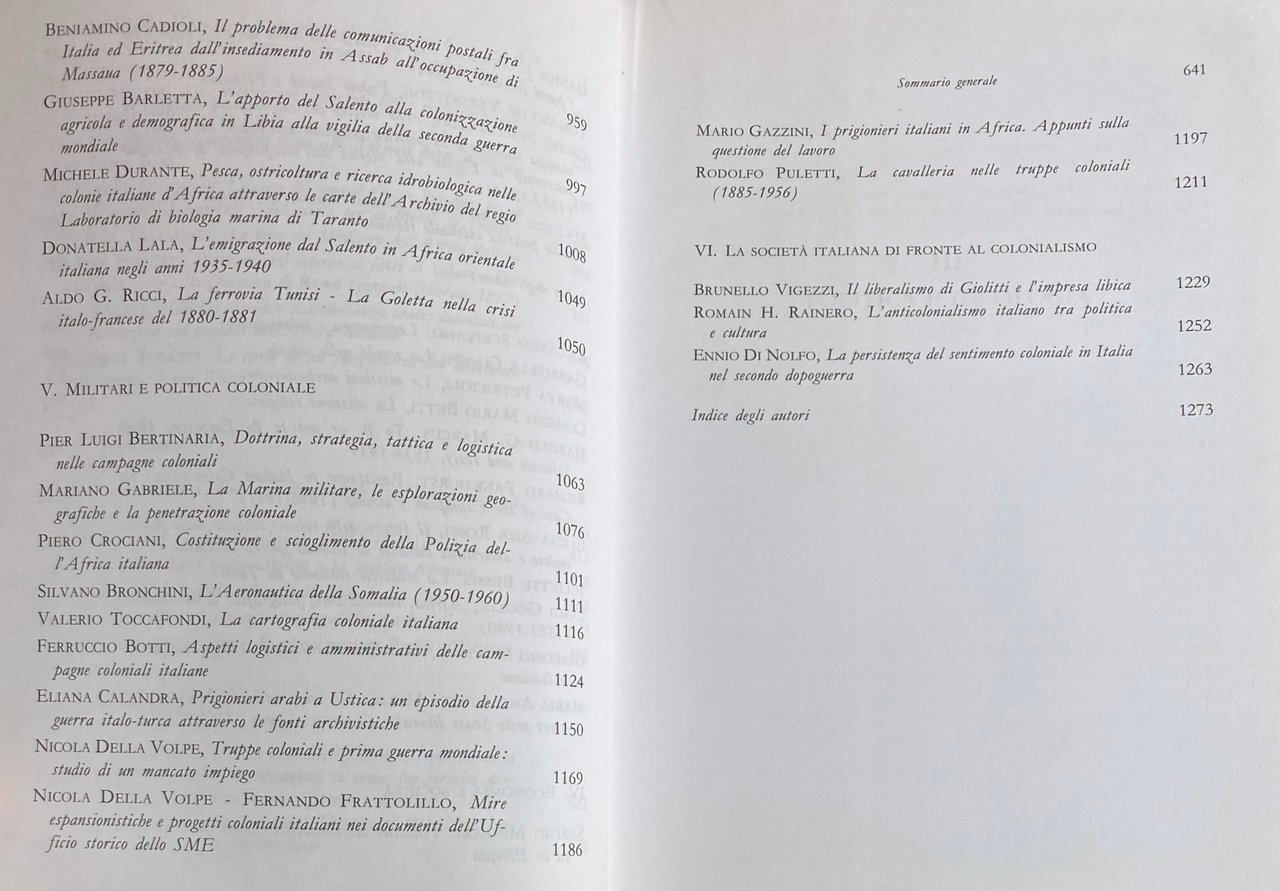 BENIAMINO CADIOLI, Il problema delle comunicazioni postali fra
Italia ed Eritrea dall'insediamento in Assab all'occupazione di
Massaua (1879-1885) 959
GIUSEPPE BARLETTA, L'apporto del Salento alla colonizzazione
agricola e demografica in Libia alla vigilia della seconda guerra
mondiale 997
MICHELE DURANTE, Pesca, ostricoltura e ricerca idrobiologica nelle
colonie italiane d'Africa attraverso le carte dell'Archivio del regio
Laboratorio di biologia marina di Taranto 1008
DONATELLA LALA, L'emigrazione dal Salento in Africa orientale
italiana negli anni 1935-1940 1049
ALDO G. RICCI, La ferrovia Tunisi - La Goletta nella crisi
italo-francese del 1880-1881 1050
V. MILITARI E POLITICA COLONIALE
PIER LUIGI BERTINARIA, Dottrina, strategia, tattica e logistica
nelle campagne coloniali 1063
MARIANO GABRIELE, La Marina militare, le esplorazioni geo-
grafiche e la penetrazione coloniale 1076
PIERO CROCIANI, Costituzione e scioglimento della Polizia del-
l'Africa italiana 1101
SILVANO BRONCHINI, L'Aeronautica della Somalia (1950-1960) 1111
VALERIO TOCCAFONDI, La cartografia coloniale italiana 1116
FERRUCCIO BOTTI, Aspetti logistici e amministrativi delle cam-
pagne coloniali italiane 1124
ELIANA CALANDRA, Prigionieri arabi a Ustica: un episodio della
guerra italo-turca attraverso le fonti archivistiche 1150
NICOLA DELLA VOLPE, Truppe coloniali e prima guerra mondiale:
studio di un mancato impiego 1169
NICOLA DELLA VOLPE - FERNANDO FRATTOLILLO, Mire
espansionistiche e progetti coloniali italiani nei documenti dell'Uf-
ficio storico dello SME 1186
Sommario generale 641
MARIO GAZZINI, I prigionieri italiani in Africa. Appunti sulla
questione del lavoro 1197
RODOLFO PULETTI, La cavalleria nelle truppe coloniali
(1885-1956) 1211
VI. LA SOCIETÀ ITALIANA DI FRONTE AL COLONIALISMO
BRUNELLO VIGEZZI, Il liberalismo di Giolitti e l'impresa libica 1229
ROMAIN H. RAINERO, L'anticolonialismo italiano tra politica
e cultura 1252
ENNIO DI NOLFO, La persistenza del sentimento coloniale in Italia
nel secondo dopoguerra 1263
Indice degli autori 1273